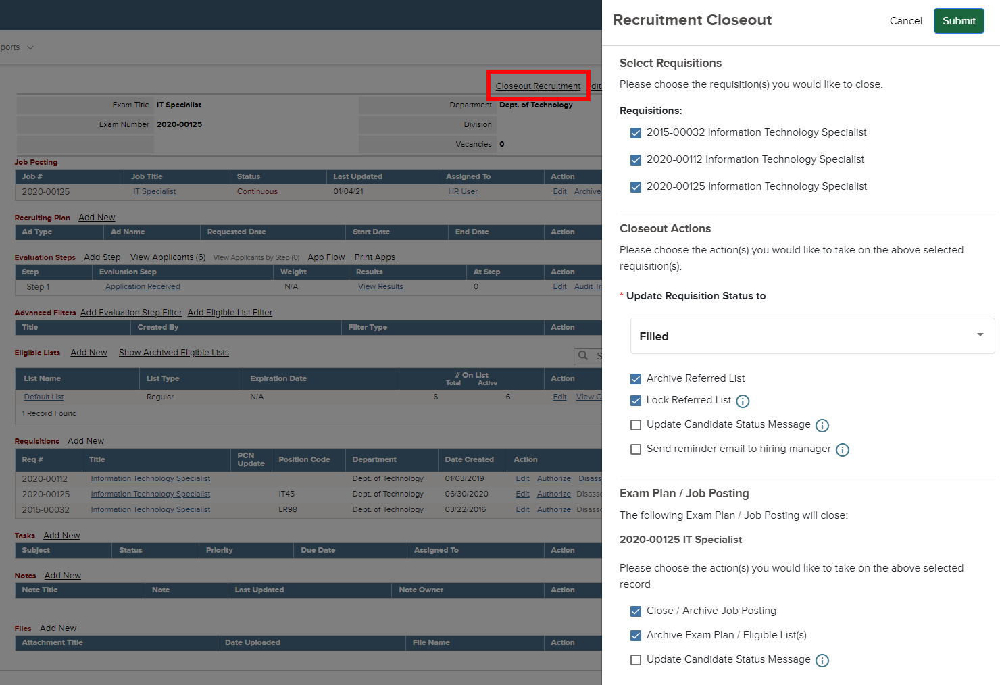 ports
Closeout Recruitment
Exam Title IT Specialist Department Dept. of Technology
Exam Number 2020-00125 Division
Vacancies 0
Job Posting
Job # Job Title Status Last Updated Assigned To Action
2020-00125 IT Specialist Continuous 01/04/21 HR User Edit Archive
Recruiting Plan Add New
Ad Type Ad Name Requested Date Start Date End Date Action
Evaluation Steps Add Step View Applicants (6) View Applicants by Step (0) App Flow Print Apps
Step Evaluation Step Weight Results At Step Action
Step 1 Application Received N/A View Results 0 Edit Audit Tr
Advanced Filters Add Evaluation Step Filter Add Eligible List Filter
Title Created By Filter Type Action
Eligible Lists Add New Show Archived Eligible Lists S
List Name List Type Expiration Date # On List Action
Total Active
Default List Regular N/A 6 6 Edit View C
1 Record Found
Requisitions Add New
Req # Title PCN Update Position Code Department Date Created Action
2020-00112 Information Technology Specialist Dept. of Technology 01/03/2019 Edit Authorize Disass
2020-00125 Information Technology Specialist IT45 Dept. of Technology 06/30/2020 Edit Authorize Disass
2015-00032 Information Technology Specialist LR98 Dept. of Technology 03/22/2016 Edit Authorize Disass
Tasks Add New
Subject Status Priority Due Date Assigned To Action
Notes Add New
Note Title Note Last Updated Note Owner Action
Files Add New
Attachment Title Date Uploaded File Name Action
Recruitment Closeout Cancel Submit
Select Requisitions
Please choose the requisition(s) you would like to close.
Requisitions:
2015-00032 Information Technology Specialist
2020-00112 Information Technology Specialist
2020-00125 Information Technology Specialist
Closeout Actions
Please choose the action(s) you would like to take on the above selected
requisition(s).
* Update Requisition Status to
Filled
Archive Referred List
Lock Referred List
Update Candidate Status Message
Send reminder email to hiring manager
Exam Plan / Job Posting
The following Exam Plan / Job Posting will close:
2020-00125 IT Specialist
Please choose the action(s) you would like to take on the above selected
record
Close / Archive Job Posting
Archive Exam Plan / Eligible List(s)
Update Candidate Status Message